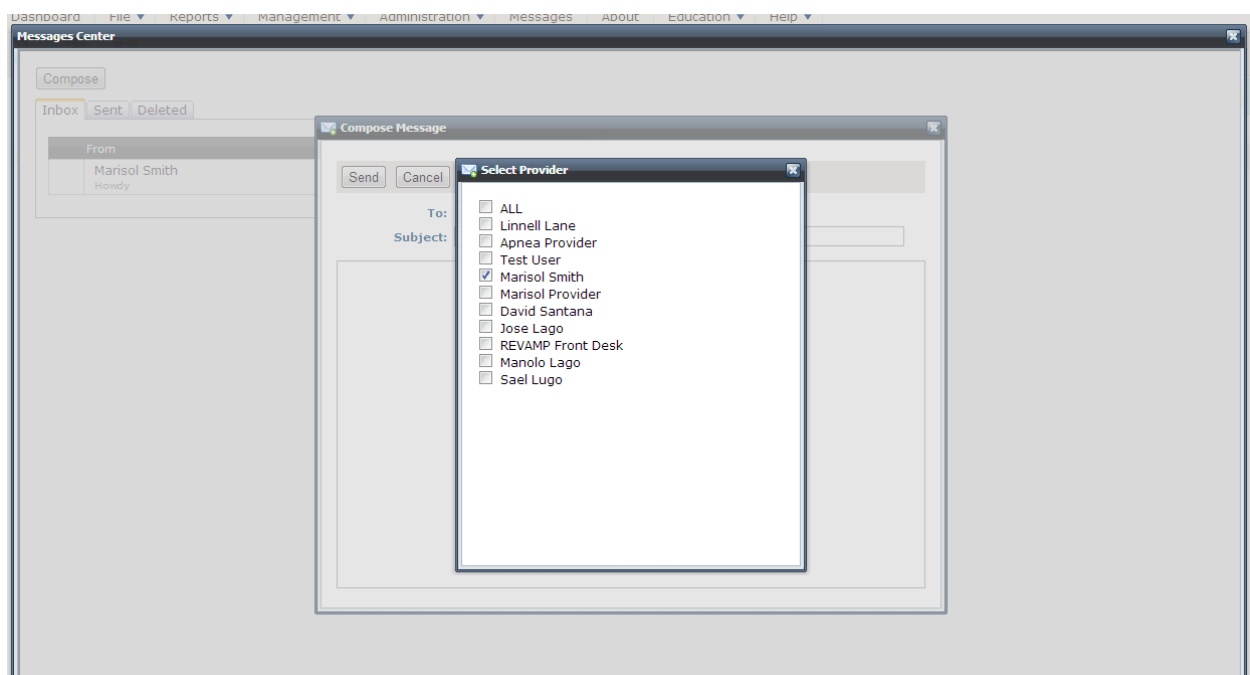 Dashboard File ▼ Reports ▼ Management ▼ Administration ▼ Messages About Education ▼ Help ▼
Messages Center
Compose
Inbox Sent Deleted
Compose Message
From
Select Provider
Marisol Smith
Howdy
Send Cancel
To:
Subject:
ALL
Linnell Lane
Apnea Provider
Test User
Marisol Smith
Marisol Provider
David Santana
Jose Lago
REVAMP Front Desk
Manolo Lago
Sael Lugo